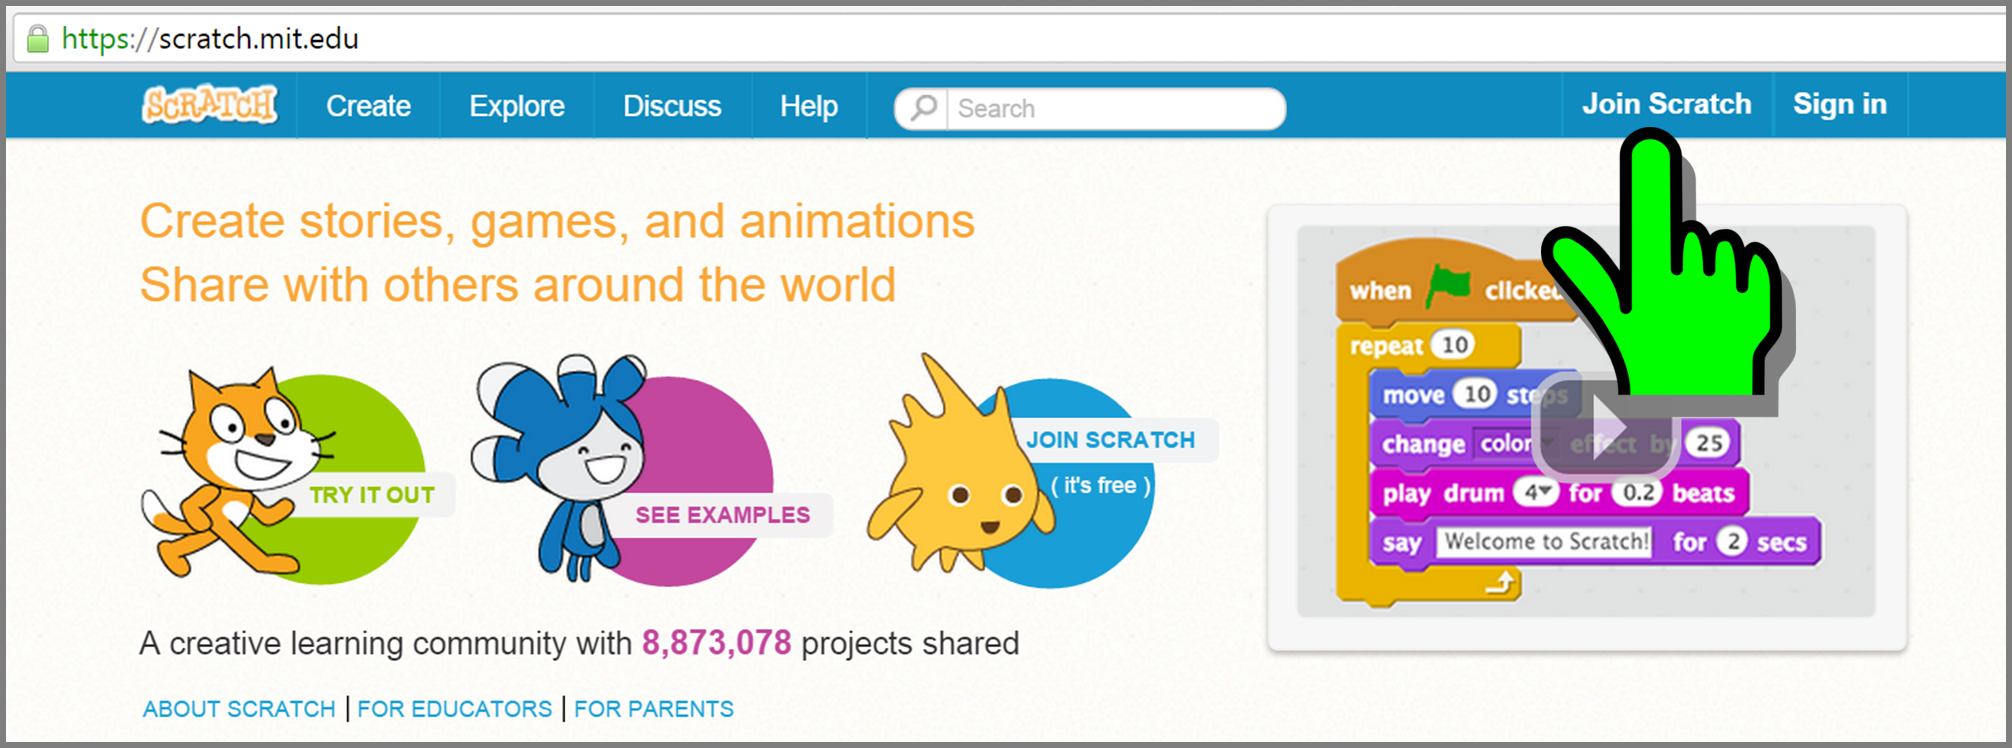 https://scratch.mit.edu
SCRATCH Create Explore Discuss Help Search Join Scratch Sign in
Create stories, games, and animations
Share with others around the world
TRY IT OUT
SEE EXAMPLES
JOIN SCRATCH
( it's free )
when clicked
repeat 10
move 10 steps
change color effect by 25
play drum 4 for 0.2 beats
say Welcome to Scratch! for 2 secs
A creative learning community with 8,873,078 projects shared
ABOUT SCRATCH | FOR EDUCATORS | FOR PARENTS